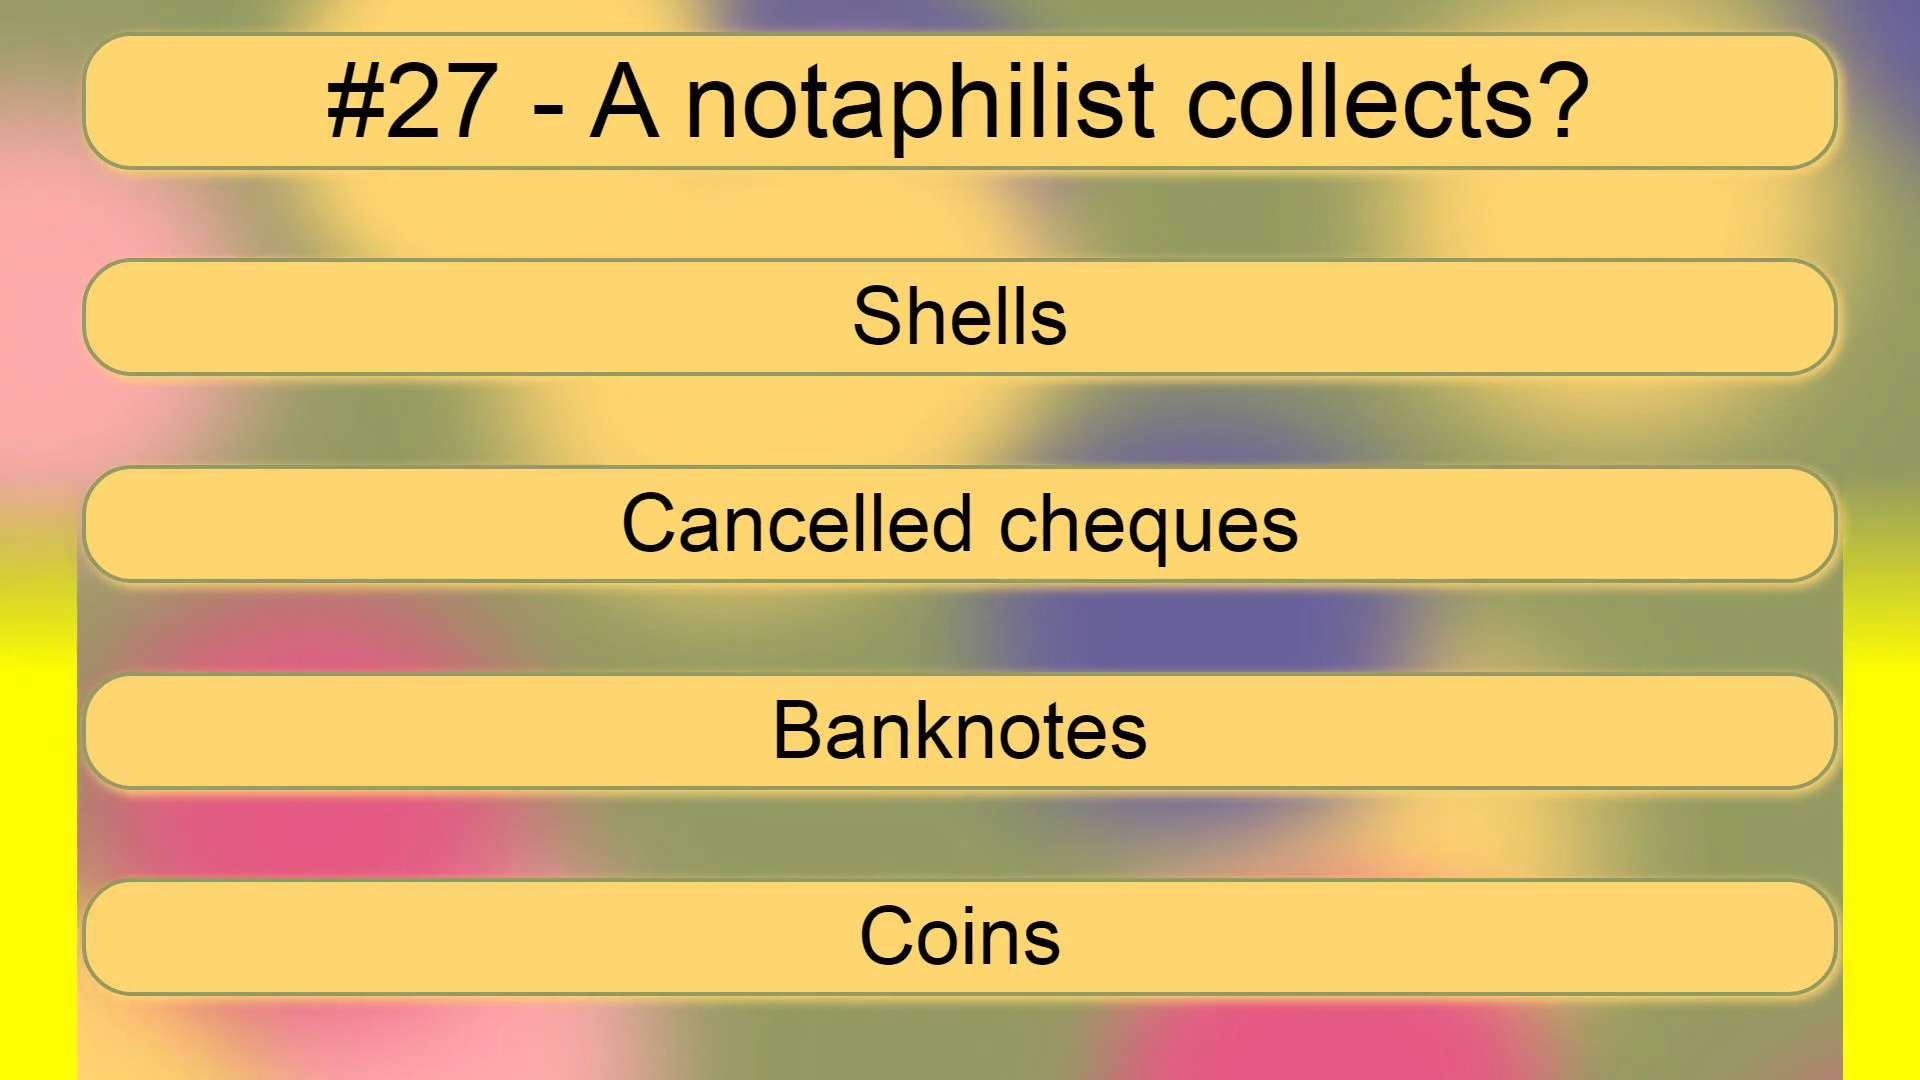 #27 - A notaphilist collects?
Shells
Cancelled cheques
Banknotes
Coins